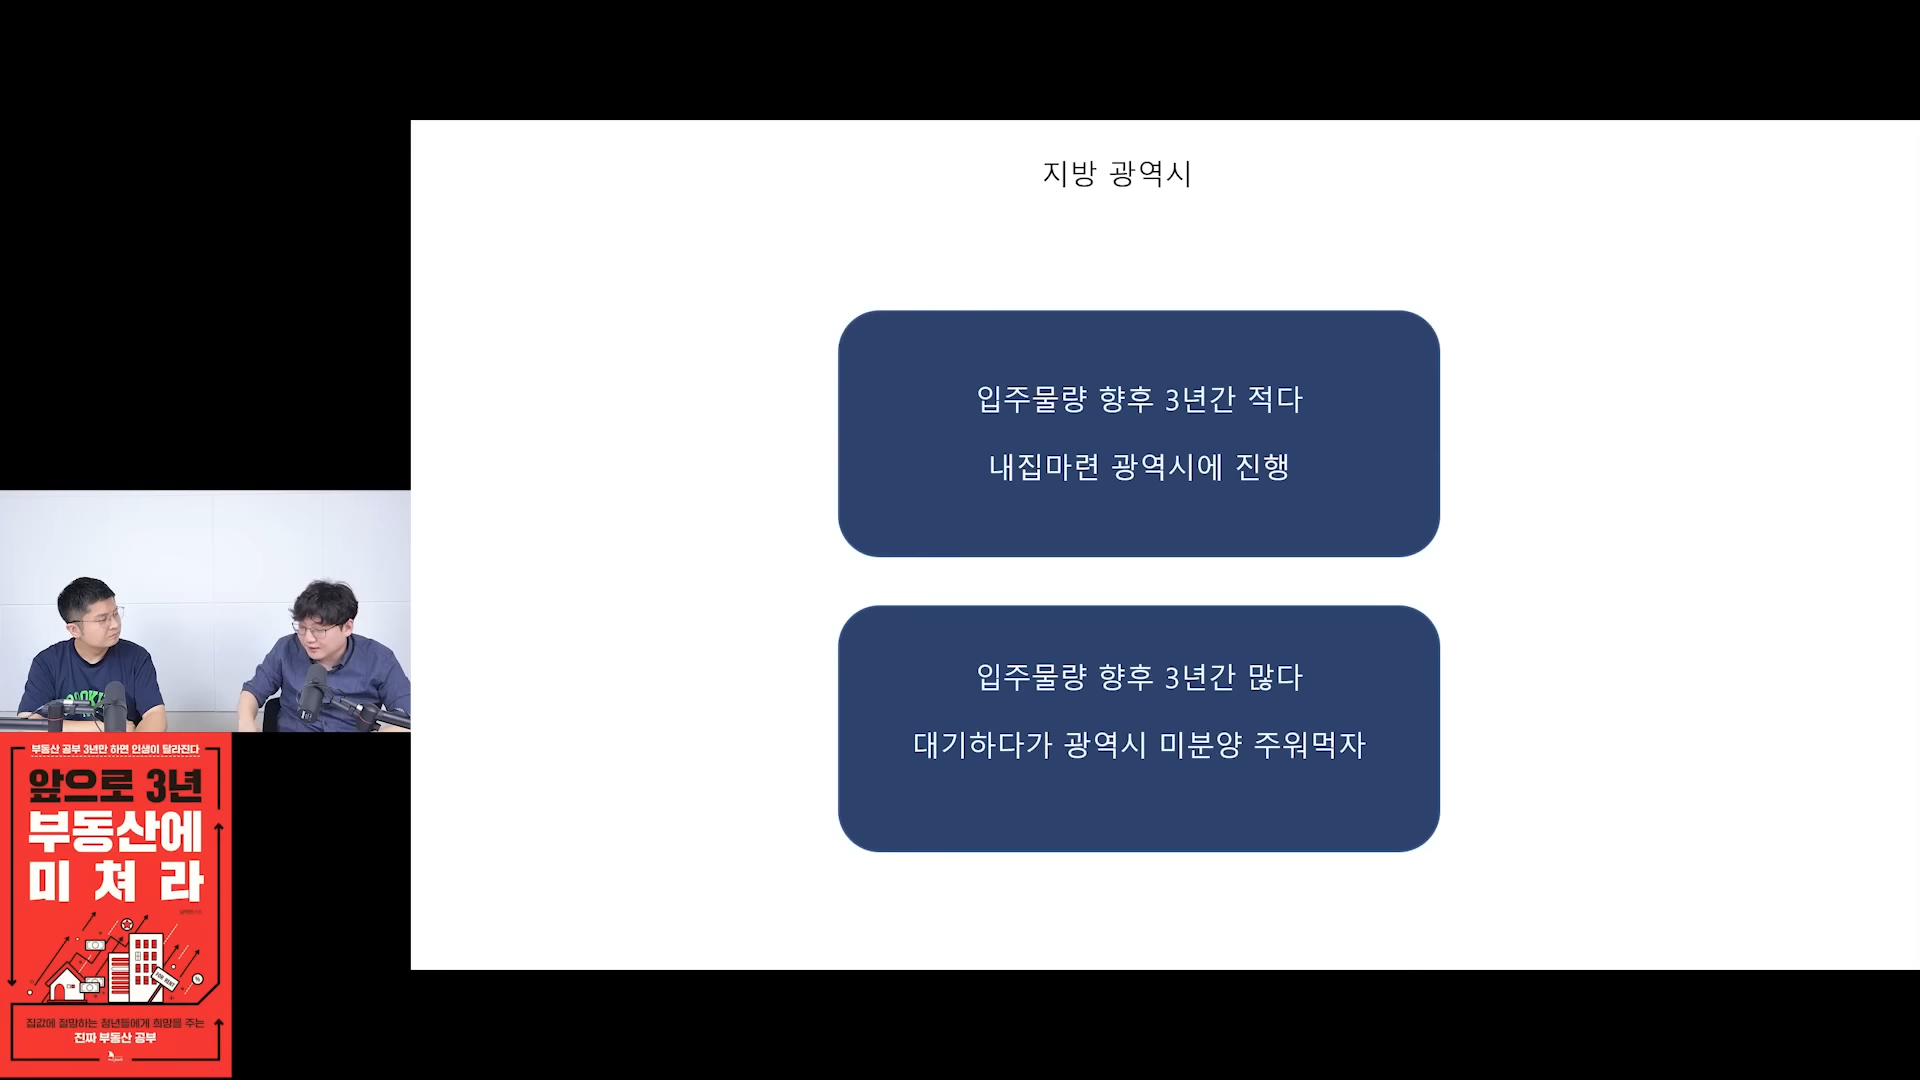 지방 광역시
입주물량 향후 3년간 적다
내집마련 광역시에 진행
입주물량 향후 3년간 많다
대기하다가 광역시 미분양 주워먹자
부동산 공부 3년만 하면 인생이 달라진다
앞으로 3년
부동산에
미쳐라
집값에 절망하는 청년들에게 희망을 주는
진짜 부동산 공부